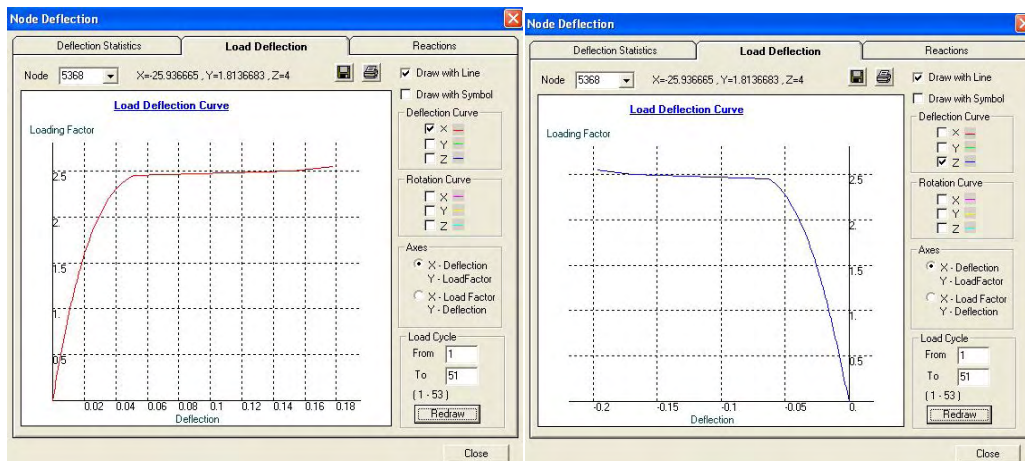 Node Deflection
Deflection Statistics
Load Deflection
Reactions
Node
5368
X=-25.936665 , Y=1.8136683 , Z=4
Draw with Line
Draw with Symbol
Load Deflection Curve
Loading Factor
2.5
2.
1.5
1.
0.5
0.02 0.04 0.06 0.08 0.10 0.12 0.14 0.16 0.18
Deflection
Deflection Curve
X
Y
Z
Rotation Curve
X
Y
Z
Axes
X - Deflection
Y - LoadFactor
X - Load Factor
Y - Deflection
Load Cycle
From 1
To 51
( 1 - 53 )
Redraw
Close
Node Deflection
Deflection Statistics
Load Deflection
Reactions
Node
5368
X=-25.936665 , Y=1.8136683 , Z=4
Draw with Line
Draw with Symbol
Load Deflection Curve
Loading Factor
2.5
2.
1.5
1.
0.5
-0.2 -0.15 -0.1 -0.05 0.
Deflection
Deflection Curve
X
Y
Z
Rotation Curve
X
Y
Z
Axes
X - Deflection
Y - LoadFactor
X - Load Factor
Y - Deflection
Load Cycle
From 1
To 51
( 1 - 53 )
Redraw
Close